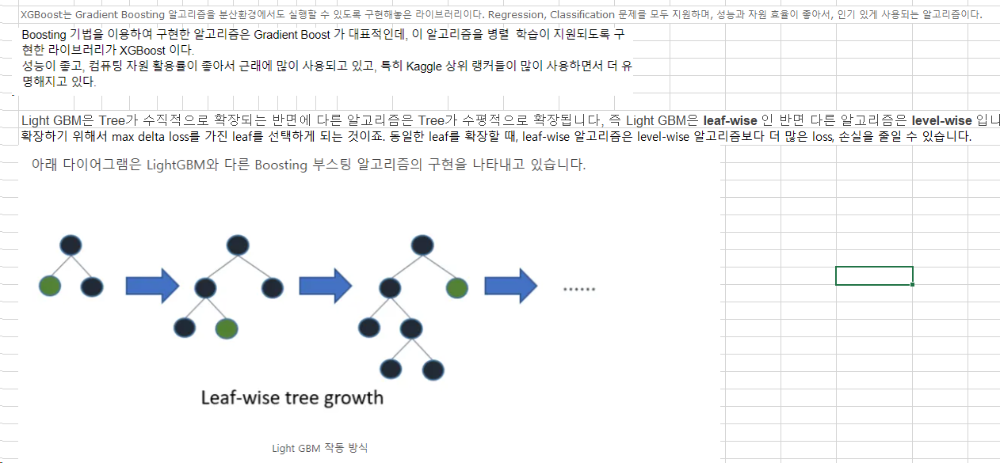 XGBoost는 Gradient Boosting 알고리즘을 분산환경에서도 실행할 수 있도록 구현해놓은 라이브러리이다. Regression, Classification 문제를 모두 지원하며, 성능과 자원 효율이 좋아서, 인기 있게 사용되는 알고리즘이다.
Boosting 기법을 이용하여 구현한 알고리즘은 Gradient Boost 가 대표적인데, 이 알고리즘을 병렬 학습이 지원되도록 구
현한 라이브러리가 XGBoost 이다.
성능이 좋고, 컴퓨팅 자원 활용률이 좋아서 근래에 많이 사용되고 있고, 특히 Kaggle 상위 랭커들이 많이 사용하면서 더 유
명해지고 있다.
Light GBM은 Tree가 수직적으로 확장되는 반면에 다른 알고리즘은 Tree가 수평적으로 확장됩니다, 즉 Light GBM은 leaf-wise 인 반면 다른 알고리즘은 level-wise 입니
확장하기 위해서 max delta loss를 가진 leaf를 선택하게 되는 것이죠. 동일한 leaf를 확장할 때, leaf-wise 알고리즘은 level-wise 알고리즘보다 더 많은 loss, 손실을 줄일 수 있습니다.
아래 다이어그램은 LightGBM와 다른 Boosting 부스팅 알고리즘의 구현을 나타내고 있습니다.
......
Leaf-wise tree growth
Light GBM 작동 방식